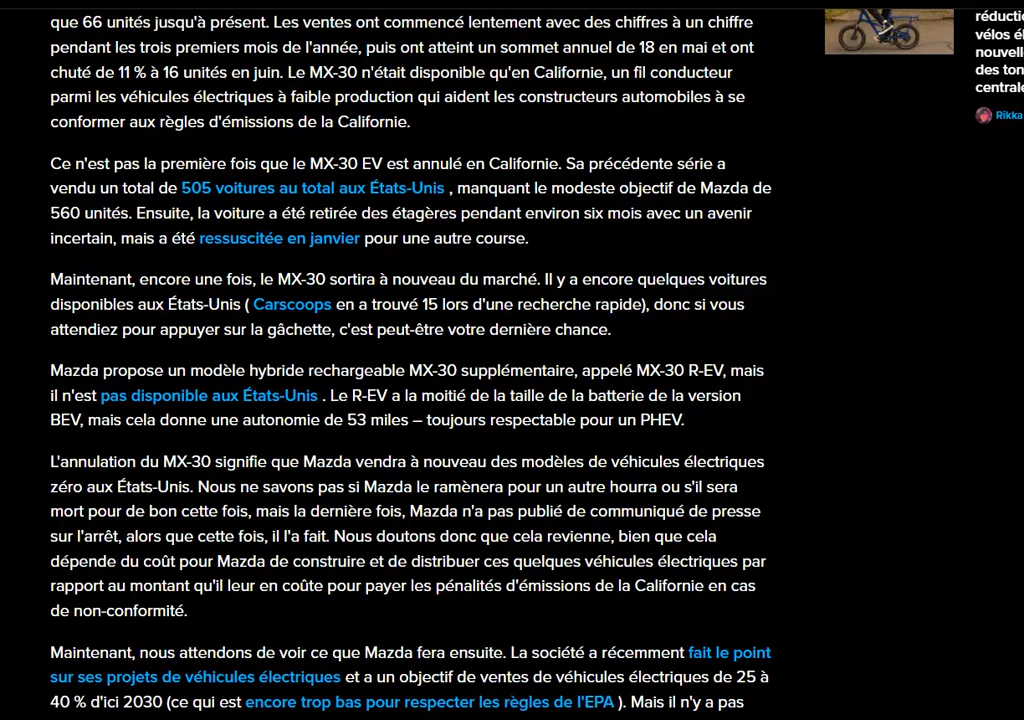 que 66 unités jusqu'à présent. Les ventes ont commencé lentement avec des chiffres à un chiffre
pendant les trois premiers mois de l'année, puis ont atteint un sommet annuel de 18 en mai et ont
chuté de 11 % à 16 unités en juin. Le MX-30 n'était disponible qu'en Californie, un fil conducteur
parmi les véhicules électriques à faible production qui aident les constructeurs automobiles à se
conformer aux règles d'émissions de la Californie.
Ce n'est pas la première fois que le MX-30 EV est annulé en Californie. Sa précédente série a
vendu un total de 505 voitures au total aux États-Unis , manquant le modeste objectif de Mazda de
560 unités. Ensuite, la voiture a été retirée des étagères pendant environ six mois avec un avenir
incertain, mais a été ressuscitée en janvier pour une autre course.
Maintenant, encore une fois, le MX-30 sortira à nouveau du marché. Il y a encore quelques voitures
disponibles aux États-Unis ( Carscoops en a trouvé 15 lors d'une recherche rapide), donc si vous
attendiez pour appuyer sur la gâchette, c'est peut-être votre dernière chance.
Mazda propose un modèle hybride rechargeable MX-30 supplémentaire, appelé MX-30 R-EV, mais
il n'est pas disponible aux États-Unis . Le R-EV a la moitié de la taille de la batterie de la version
BEV, mais cela donne une autonomie de 53 miles – toujours respectable pour un PHEV.
L'annulation du MX-30 signifie que Mazda vendra à nouveau des modèles de véhicules électriques
zéro aux États-Unis. Nous ne savons pas si Mazda le ramènera pour un autre hourra ou s'il sera
mort pour de bon cette fois, mais la dernière fois, Mazda n'a pas publié de communiqué de presse
sur l'arrêt, alors que cette fois, il l'a fait. Nous doutons donc que cela revienne, bien que cela
dépende du coût pour Mazda de construire et de distribuer ces quelques véhicules électriques par
rapport au montant qu'il leur en coûte pour payer les pénalités d'émissions de la Californie en cas
de non-conformité.
Maintenant, nous attendons de voir ce que Mazda fera ensuite. La société a récemment fait le point
sur ses projets de véhicules électriques et a un objectif de ventes de véhicules électriques de 25 à
40 % d'ici 2030 (ce qui est encore trop bas pour respecter les règles de l'EPA ). Mais il n'y a pas
réductio
vélos él
nouvell
des ton
centrale
Rikka